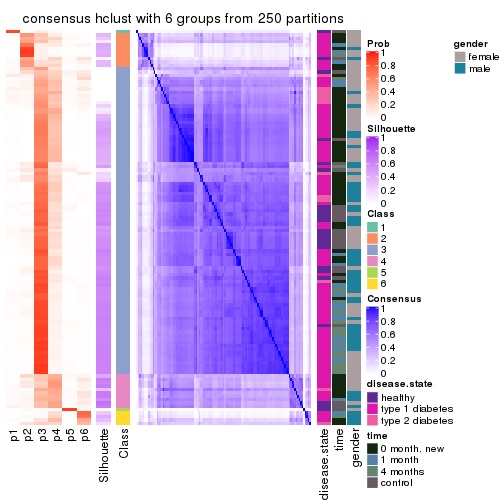 consensus hclust with 6 groups from 250 partitions
Prob
1
0.8
0.6
0.4
0.2
0
gender
female
male
Silhouette
1
0.8
0.6
0.4
0.2
0
Class
1
2
3
4
5
6
Consensus
1
0.8
0.6
0.4
0.2
0
disease.state
healthy
type 1 diabetes
type 2 diabetes
time
0 month. new
1 month
4 months
control
p1
p2
p3
p4
p5
p6
Silhouette
Class
disease.state
time
gender